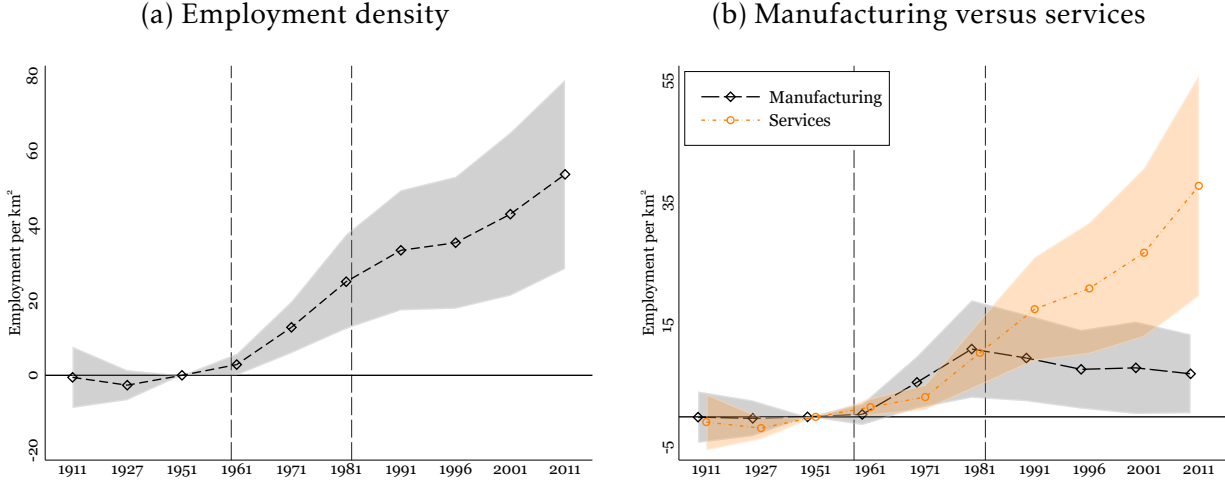 (a) Employment density
Employment per km²
80
60
40
20
0
-20
1911 1927 1951 1961 1971 1981 1991 1996 2001 2011
(b) Manufacturing versus services
Employment per km²
55
35
15
-5
Manufacturing
Services
1911 1927 1951 1961 1971 1981 1991 1996 2001 2011